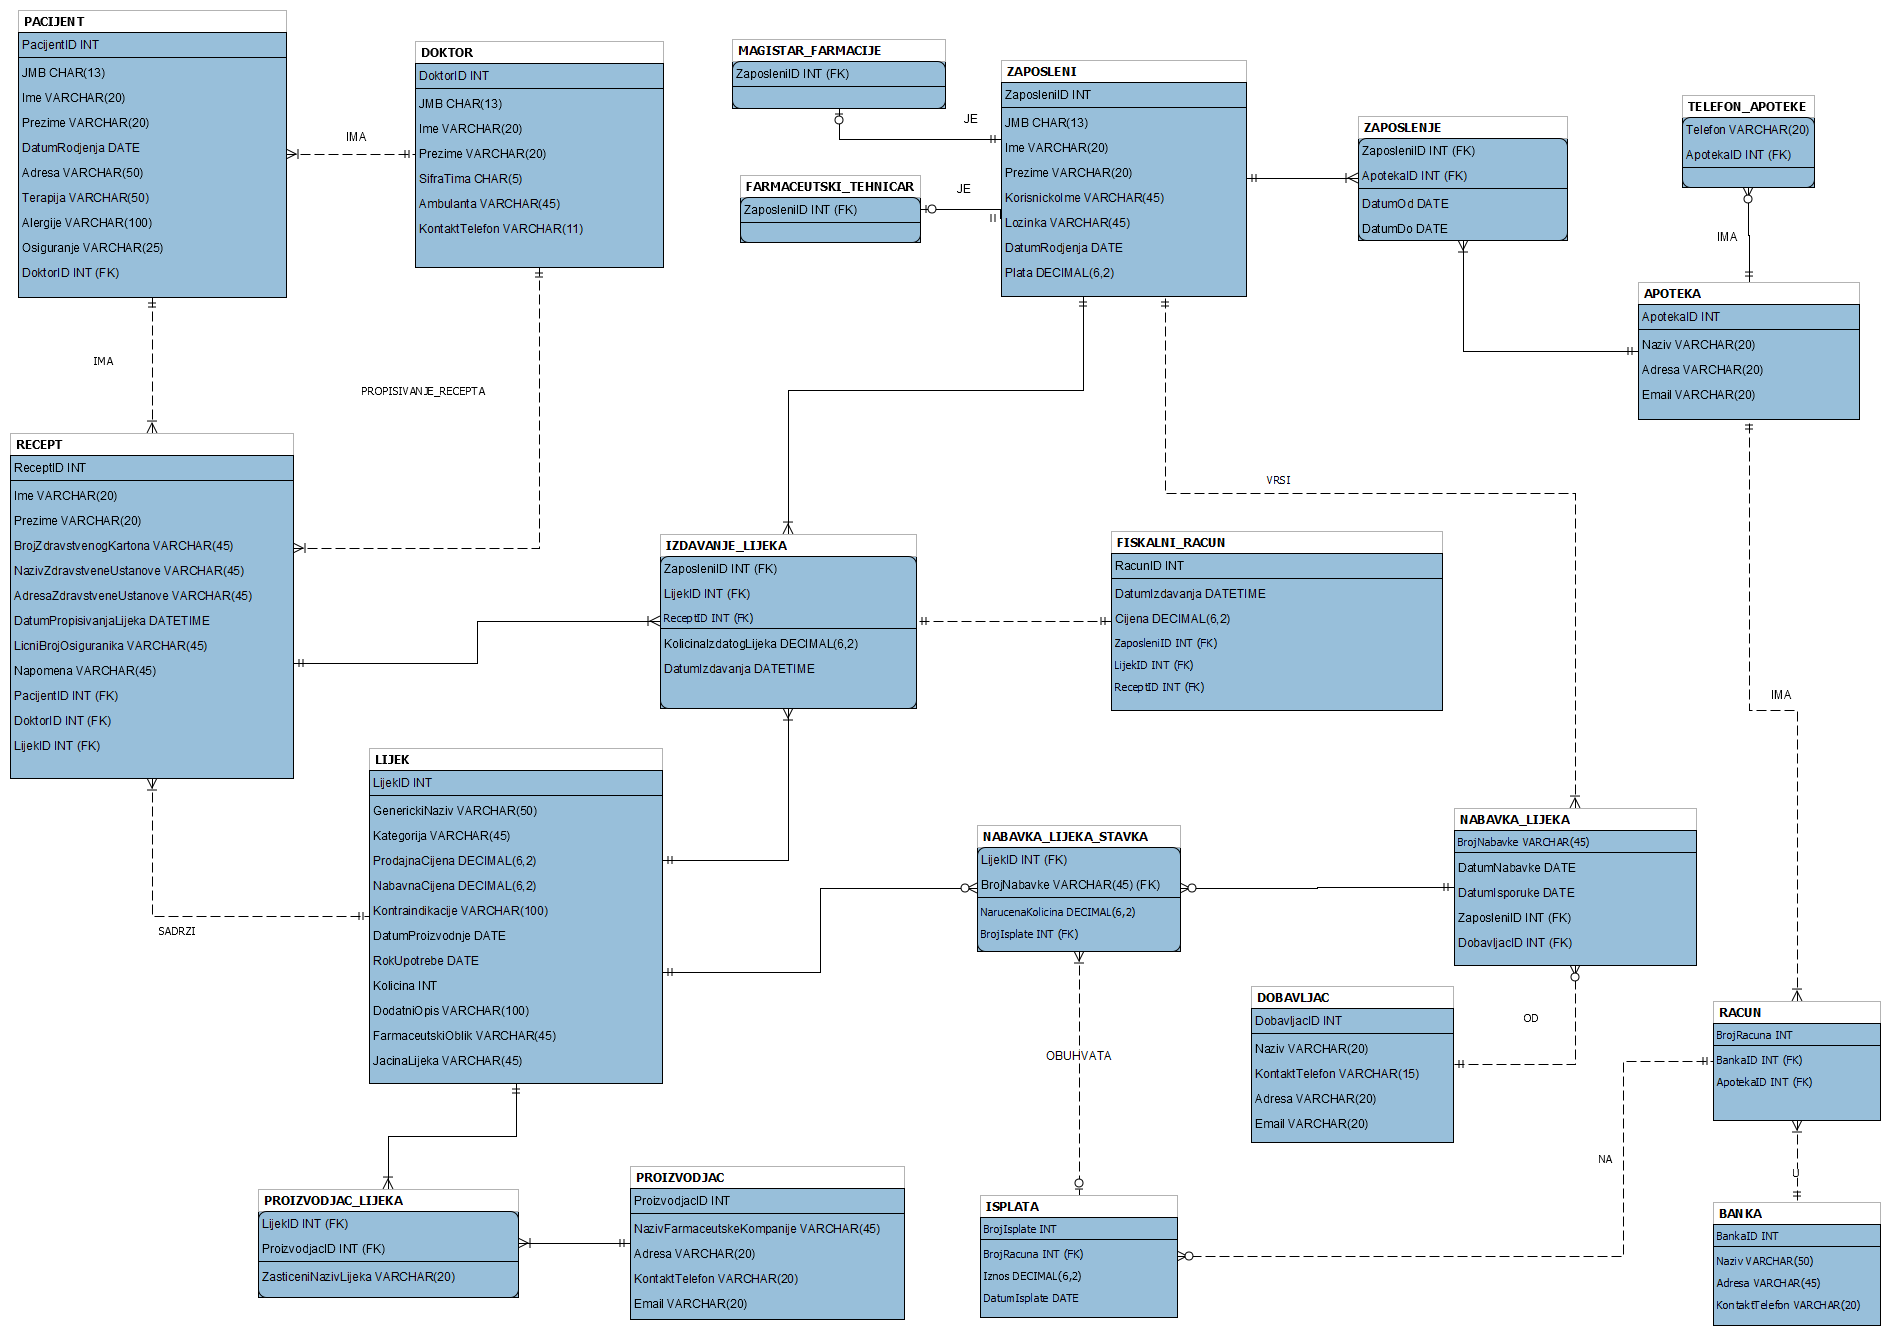 PACIJENT
PacijentID INT
JMB CHAR(13)
Ime VARCHAR(20)
Prezime VARCHAR(20)
DatumRodjenja DATE
Adresa VARCHAR(50)
Terapija VARCHAR(50)
Alergije VARCHAR(100)
Osiguranje VARCHAR(25)
DoktorID INT (FK)
IMA
DOKTOR
DoktorID INT
JMB CHAR(13)
Ime VARCHAR(20)
Prezime VARCHAR(20)
SifraTima CHAR(5)
Ambulanta VARCHAR(45)
KontaktTelefon VARCHAR(11)
MAGISTAR_FARMACIJE
ZaposleniID INT (FK)
JE
FARMACEUTSKI_TEHNICAR
ZaposleniID INT (FK)
JE
ZAPOSLENI
ZaposleniID INT
JMB CHAR(13)
Ime VARCHAR(20)
Prezime VARCHAR(20)
KorisnickoIme VARCHAR(45)
Lozinka VARCHAR(45)
DatumRodjenja DATE
Plata DECIMAL(6,2)
ZAPOSLENJE
ZaposleniID INT (FK)
ApotekaID INT (FK)
DatumOd DATE
DatumDo DATE
TELEFON_APOTEKE
Telefon VARCHAR(20)
ApotekaID INT (FK)
IMA
APOTEKA
ApotekaID INT
Naziv VARCHAR(20)
Adresa VARCHAR(20)
Email VARCHAR(20)
IMA
PROPISIVANJE_RECEPTA
RECEPT
ReceptID INT
Ime VARCHAR(20)
Prezime VARCHAR(20)
BrojZdravstvenogKartona VARCHAR(45)
NazivZdravstveneUstanove VARCHAR(45)
AdresaZdravstveneUstanove VARCHAR(45)
DatumPropisivanjaLijeka DATETIME
LicniBrojOsiguranika VARCHAR(45)
Napomena VARCHAR(45)
PacijentID INT (FK)
DoktorID INT (FK)
LijekID INT (FK)
VRSI
IZDAVANJE_LIJEKA
ZaposleniID INT (FK)
LijekID INT (FK)
ReceptID INT (FK)
KolicinaIzdatogLijeka DECIMAL(6,2)
DatumIzdavanja DATETIME
FISKALNI_RACUN
RacunID INT
DatumIzdavanja DATETIME
Cijena DECIMAL(6,2)
ZaposleniID INT (FK)
LijekID INT (FK)
ReceptID INT (FK)
IMA
SADRZI
LIJEK
LijekID INT
GenerickiNaziv VARCHAR(50)
Kategorija VARCHAR(45)
ProdajnaCijena DECIMAL(6,2)
NabavnaCijena DECIMAL(6,2)
Kontraindikacije VARCHAR(100)
DatumProizvodnje DATE
RokUpotrebe DATE
Kolicina INT
DodatniOpis VARCHAR(100)
FarmaceutskiOblik VARCHAR(45)
JacinaLijeka VARCHAR(45)
NABAVKA_LIJEKA_STAVKA
LijekID INT (FK)
BrojNabavke VARCHAR(45) (FK)
NarucenaKolicina DECIMAL(6,2)
BrojIsplate INT (FK)
NABAVKA_LIJEKA
BrojNabavke VARCHAR(45)
DatumNabavke DATE
DatumIsporuke DATE
ZaposleniID INT (FK)
DobavljacID INT (FK)
OBUHVATA
DOBAVLJAC
DobavljacID INT
Naziv VARCHAR(20)
KontaktTelefon VARCHAR(15)
Adresa VARCHAR(20)
Email VARCHAR(20)
OD
RACUN
BrojRacuna INT
BankaID INT (FK)
ApotekaID INT (FK)
NA
U
PROIZVODJAC_LIJEKA
LijekID INT (FK)
ProizvodjacID INT (FK)
ZasticeniNazivLijeka VARCHAR(20)
PROIZVODJAC
ProizvodjacID INT
NazivFarmaceutskeKompanije VARCHAR(45)
Adresa VARCHAR(20)
KontaktTelefon VARCHAR(20)
Email VARCHAR(20)
ISPLATA
BrojIsplate INT
BrojRacuna INT (FK)
Iznos DECIMAL(6,2)
DatumIsplate DATE
BANKA
BankaID INT
Naziv VARCHAR(50)
Adresa VARCHAR(45)
KontaktTelefon VARCHAR(20)